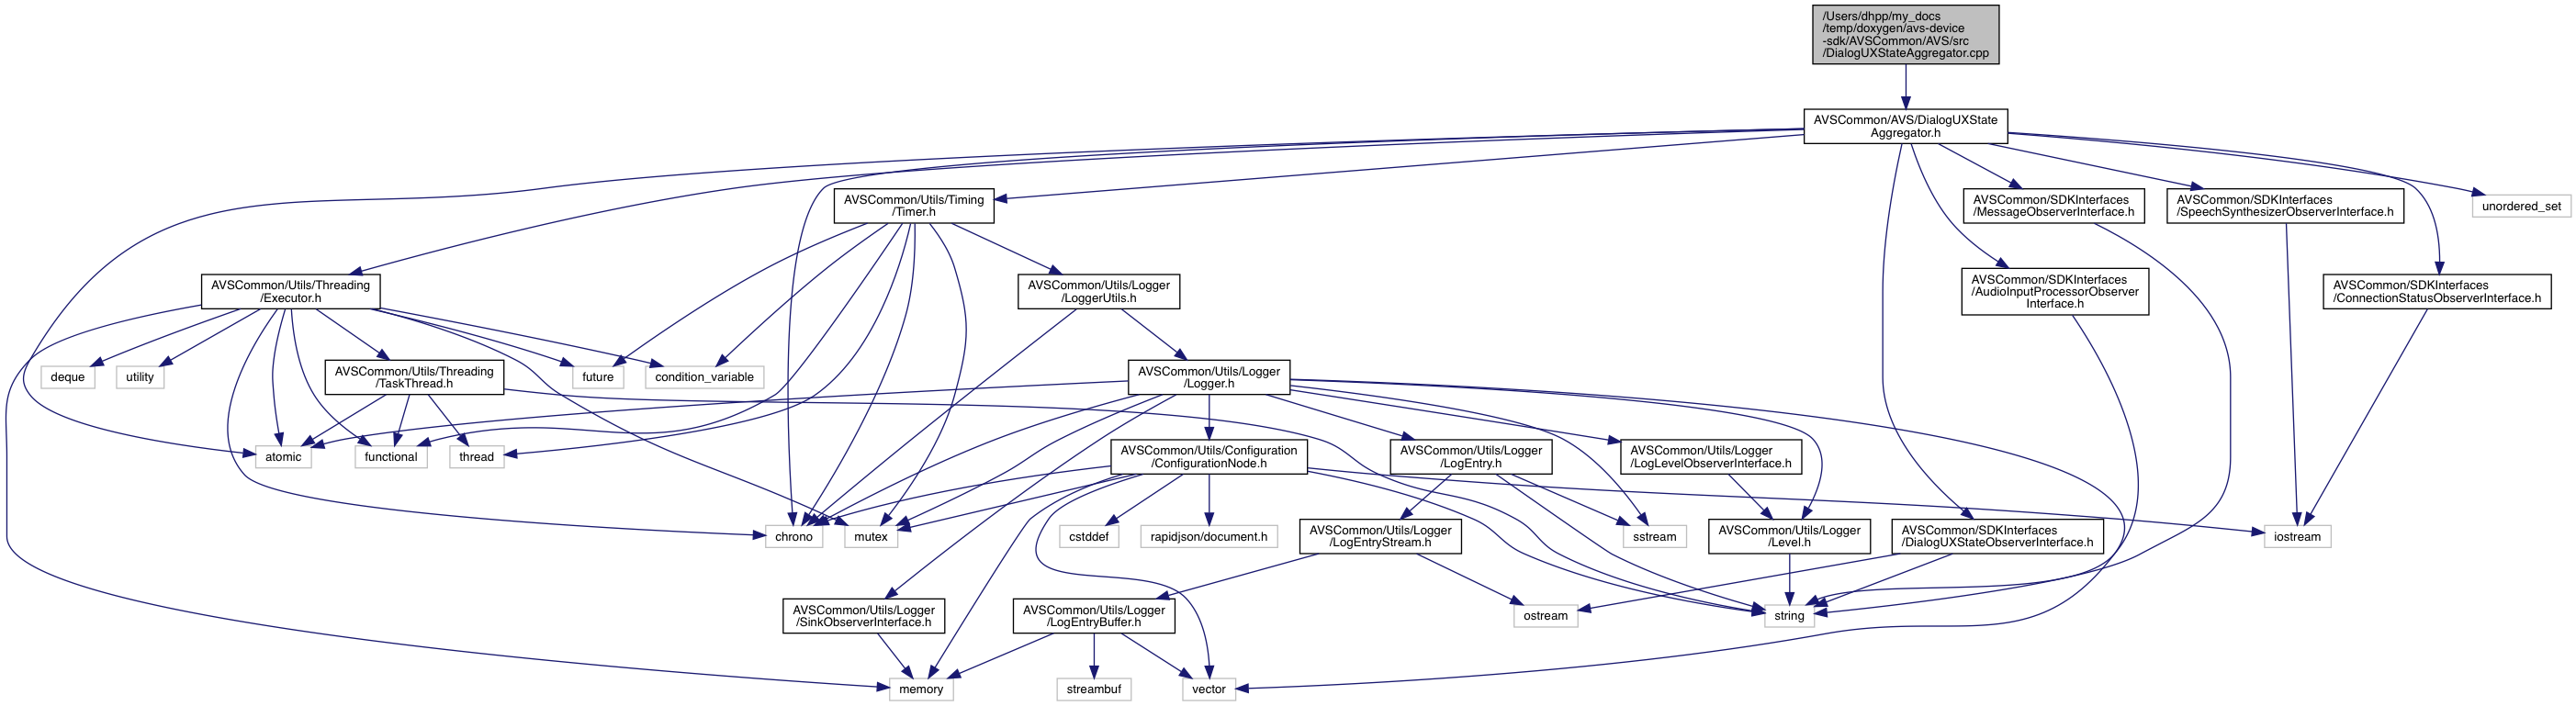 /Users/dhpp/my_docs
/temp/doxygen/avs-device
-sdk/AVSCommon/AVS/src
/DialogUXStateAggregator.cpp
AVSCommon/AVS/DialogUXState
Aggregator.h
AVSCommon/Utils/Timing
/Timer.h
AVSCommon/SDKInterfaces
/MessageObserverInterface.h
AVSCommon/SDKInterfaces
/SpeechSynthesizerObserverInterface.h
unordered_set
AVSCommon/Utils/Threading
/Executor.h
AVSCommon/Utils/Logger
/LoggerUtils.h
AVSCommon/SDKInterfaces
/AudioInputProcessorObserver
Interface.h
AVSCommon/SDKInterfaces
/ConnectionStatusObserverInterface.h
deque
utility
AVSCommon/Utils/Threading
/TaskThread.h
future
condition_variable
AVSCommon/Utils/Logger
/Logger.h
atomic
functional
thread
AVSCommon/Utils/Configuration
/ConfigurationNode.h
AVSCommon/Utils/Logger
/LogEntry.h
AVSCommon/Utils/Logger
/LogLevelObserverInterface.h
chrono
mutex
cstddef
rapidjson/document.h
AVSCommon/Utils/Logger
/LogEntryStream.h
sstream
AVSCommon/Utils/Logger
/Level.h
AVSCommon/SDKInterfaces
/DialogUXStateObserverInterface.h
iostream
AVSCommon/Utils/Logger
/SinkObserverInterface.h
AVSCommon/Utils/Logger
/LogEntryBuffer.h
ostream
string
memory
streambuf
vector